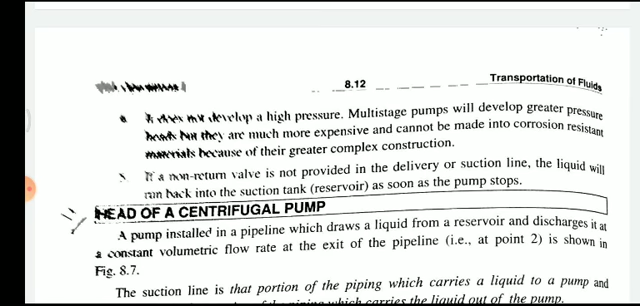 8.12
Transportation of Fluids
It does not develop a high pressure. Multistage pumps will develop greater pressure
heads but they are much more expensive and cannot be made into corrosion resistant
materials because of their greater complex construction.
If a non-return valve is not provided in the delivery or suction line, the liquid will
run back into the suction tank (reservoir) as soon as the pump stops.
HEAD OF A CENTRIFUGAL PUMP
A pump installed in a pipeline which draws a liquid from a reservoir and discharges it at
a constant volumetric flow rate at the exit of the pipeline (i.e., at point 2) is shown in
Fig. 8.7.
The suction line is that portion of the piping which carries a liquid to a pump and
piping which carries the liquid out of the pump.